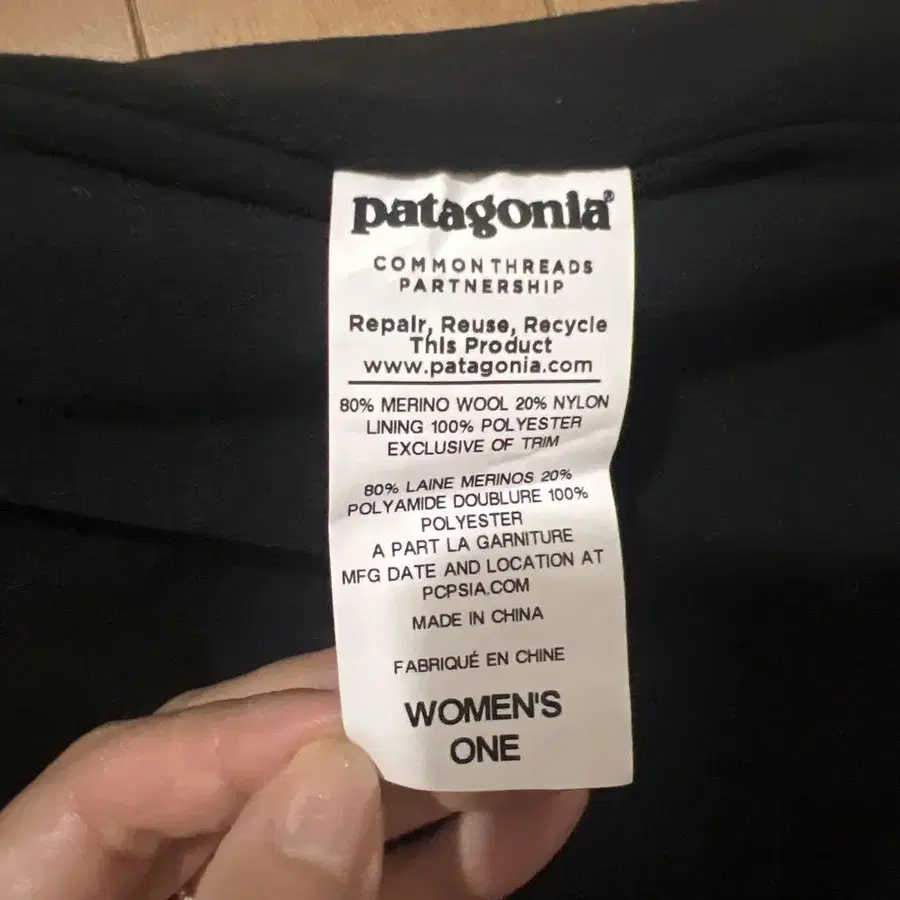 patagonia®
COMMON THREADS
PARTNERSHIP
Repair, Reuse, Recycle
This Product
www.patagonia.com
80% MERINO WOOL 20% NYLON
LINING 100% POLYESTER
EXCLUSIVE OF TRIM
80% LAINE MERINOS 20%
POLYAMIDE DOUBLURE 100%
POLYESTER
A PART LA GARNITURE
MFG DATE AND LOCATION AT
PCPSIA.COM
MADE IN CHINA
FABRIQUÉ EN CHINE
WOMEN'S
ONE